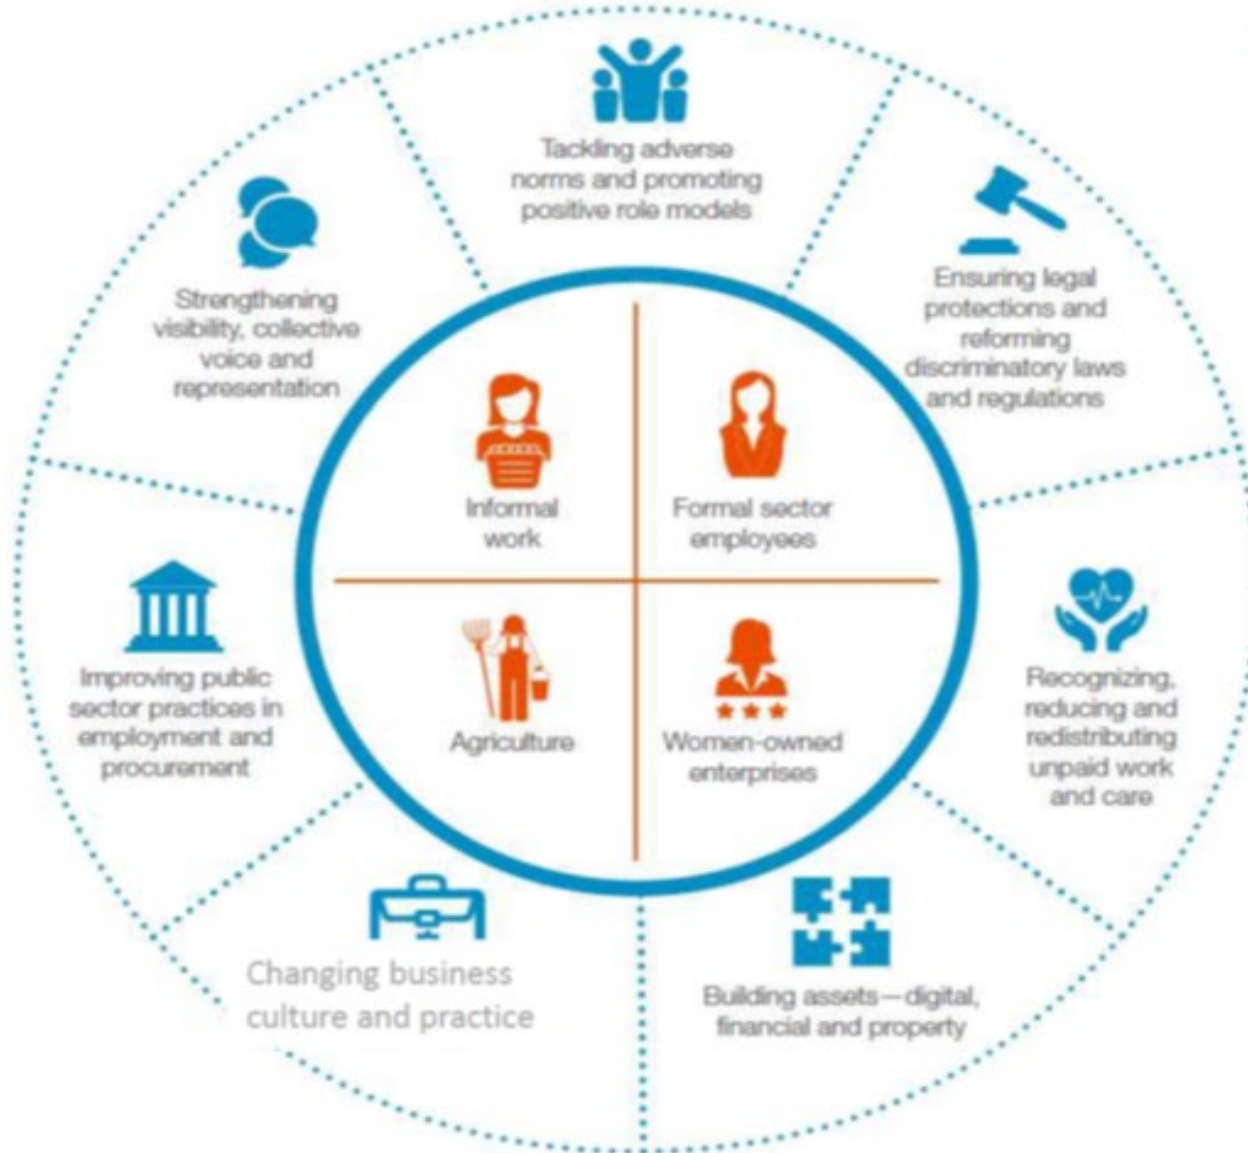 Tackling adverse
norms and promoting
positive role models
Ensuring legal
protections and
reforming
discriminatory laws
and regulations
Recognizing,
reducing and
redistributing
unpaid work
and care
Building assets—digital,
financial and property
Changing business
culture and practice
Improving public
sector practices in
employment and
procurement
Strengthening
visibility, collective
voice and
representation
Informal
work
Formal sector
employees
Agriculture
Women-owned
enterprises